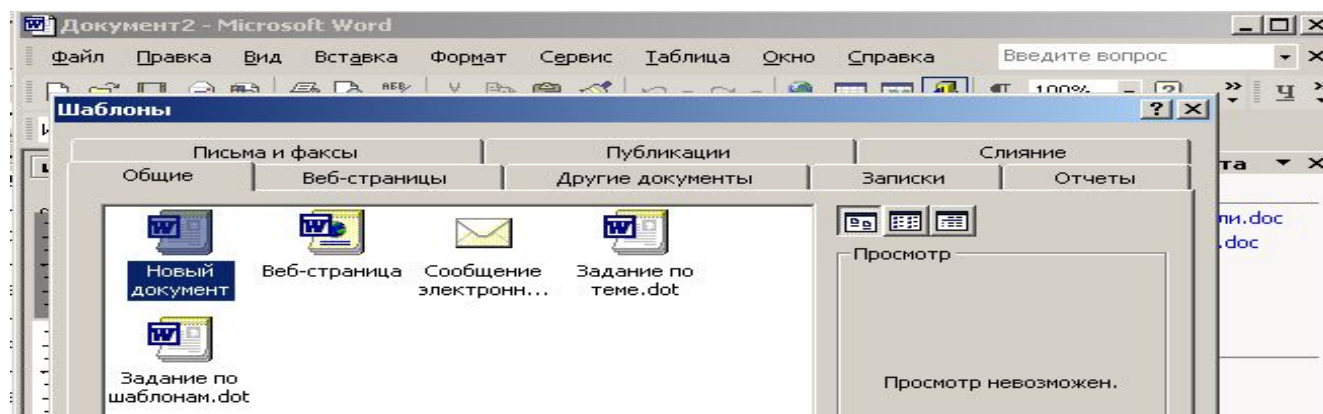 Документ2 - Microsoft Word
Файл Правка Вид Вставка Формат Сервис Таблица Окно Справка Введите вопрос
100% Ч
Шаблоны
Письма и факсы Публикации Слияние
Общие Веб-страницы Другие документы Записки Отчеты
та
ли.doc
.doc
Просмотр
Новый документ
Веб-страница
Сообщение электронн...
Задание по теме.dot
Задание по шаблонам.dot
Просмотр невозможен.